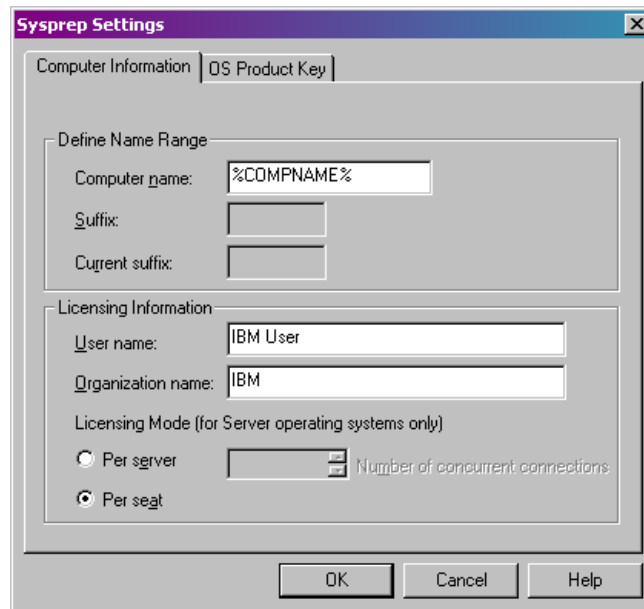 Sysprep Settings
Computer Information
OS Product Key
Define Name Range
Computer name: %COMPNAME%
Suffix:
Current suffix:
Licensing Information
User name: IBM User
Organization name: IBM
Licensing Mode (for Server operating systems only)
Per server Number of concurrent connections
Per seat
OK Cancel Help